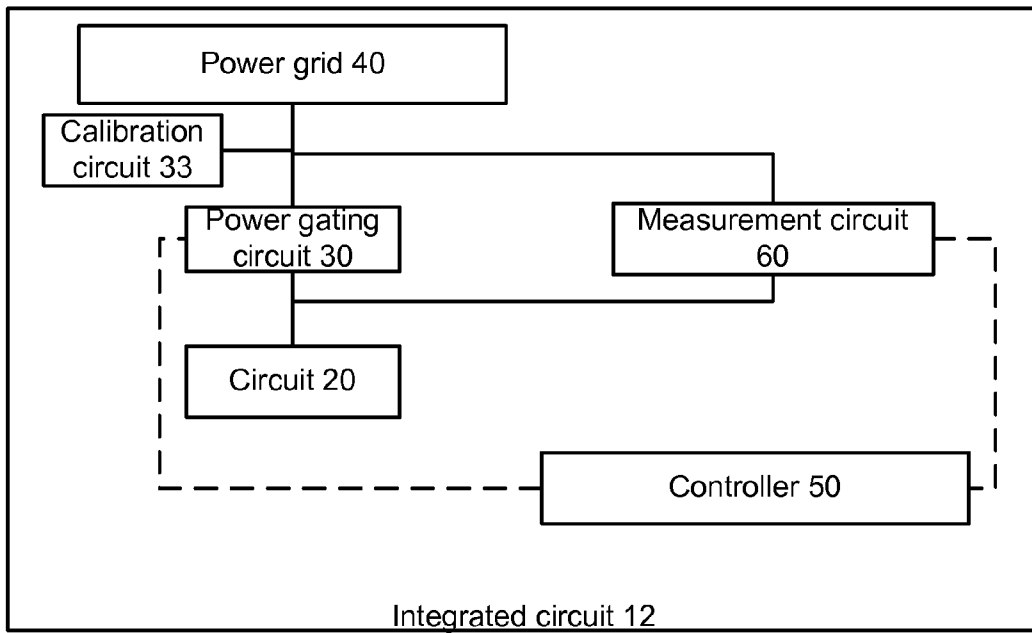 Power grid 40
Calibration
circuit 33
Power gating
circuit 30
Measurement circuit
60
Circuit 20
Controller 50
Integrated circuit 12